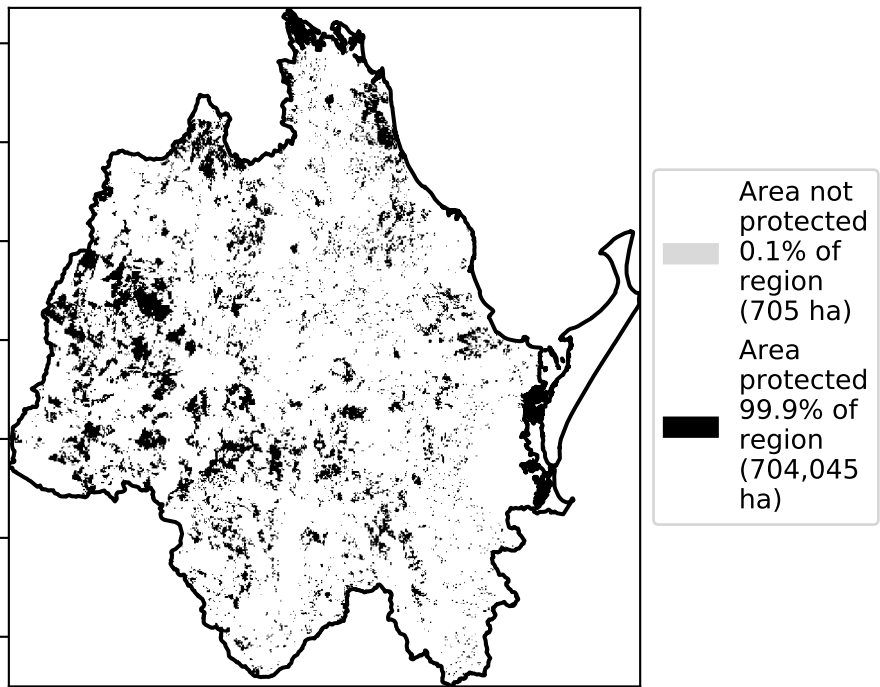 Area not
protected
0.1% of
region
(705 ha)
Area
protected
99.9% of
region
(704,045
ha)